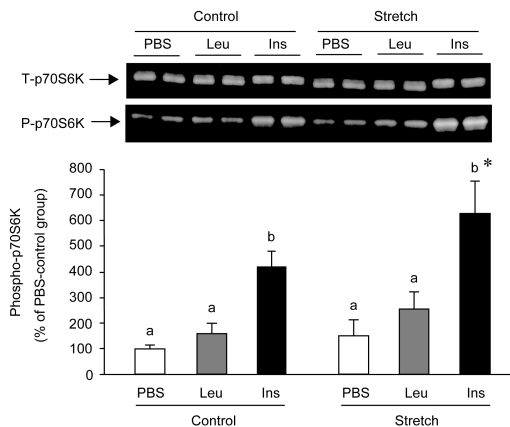 Control Stretch
PBS Leu Ins PBS Leu Ins
T-p70S6K
P-p70S6K
Phospho-p70S6K
(% of PBS-control group)
800
700
600
500
400
300
200
100
0
a a b a a b *
PBS Leu Ins PBS Leu Ins
Control Stretch